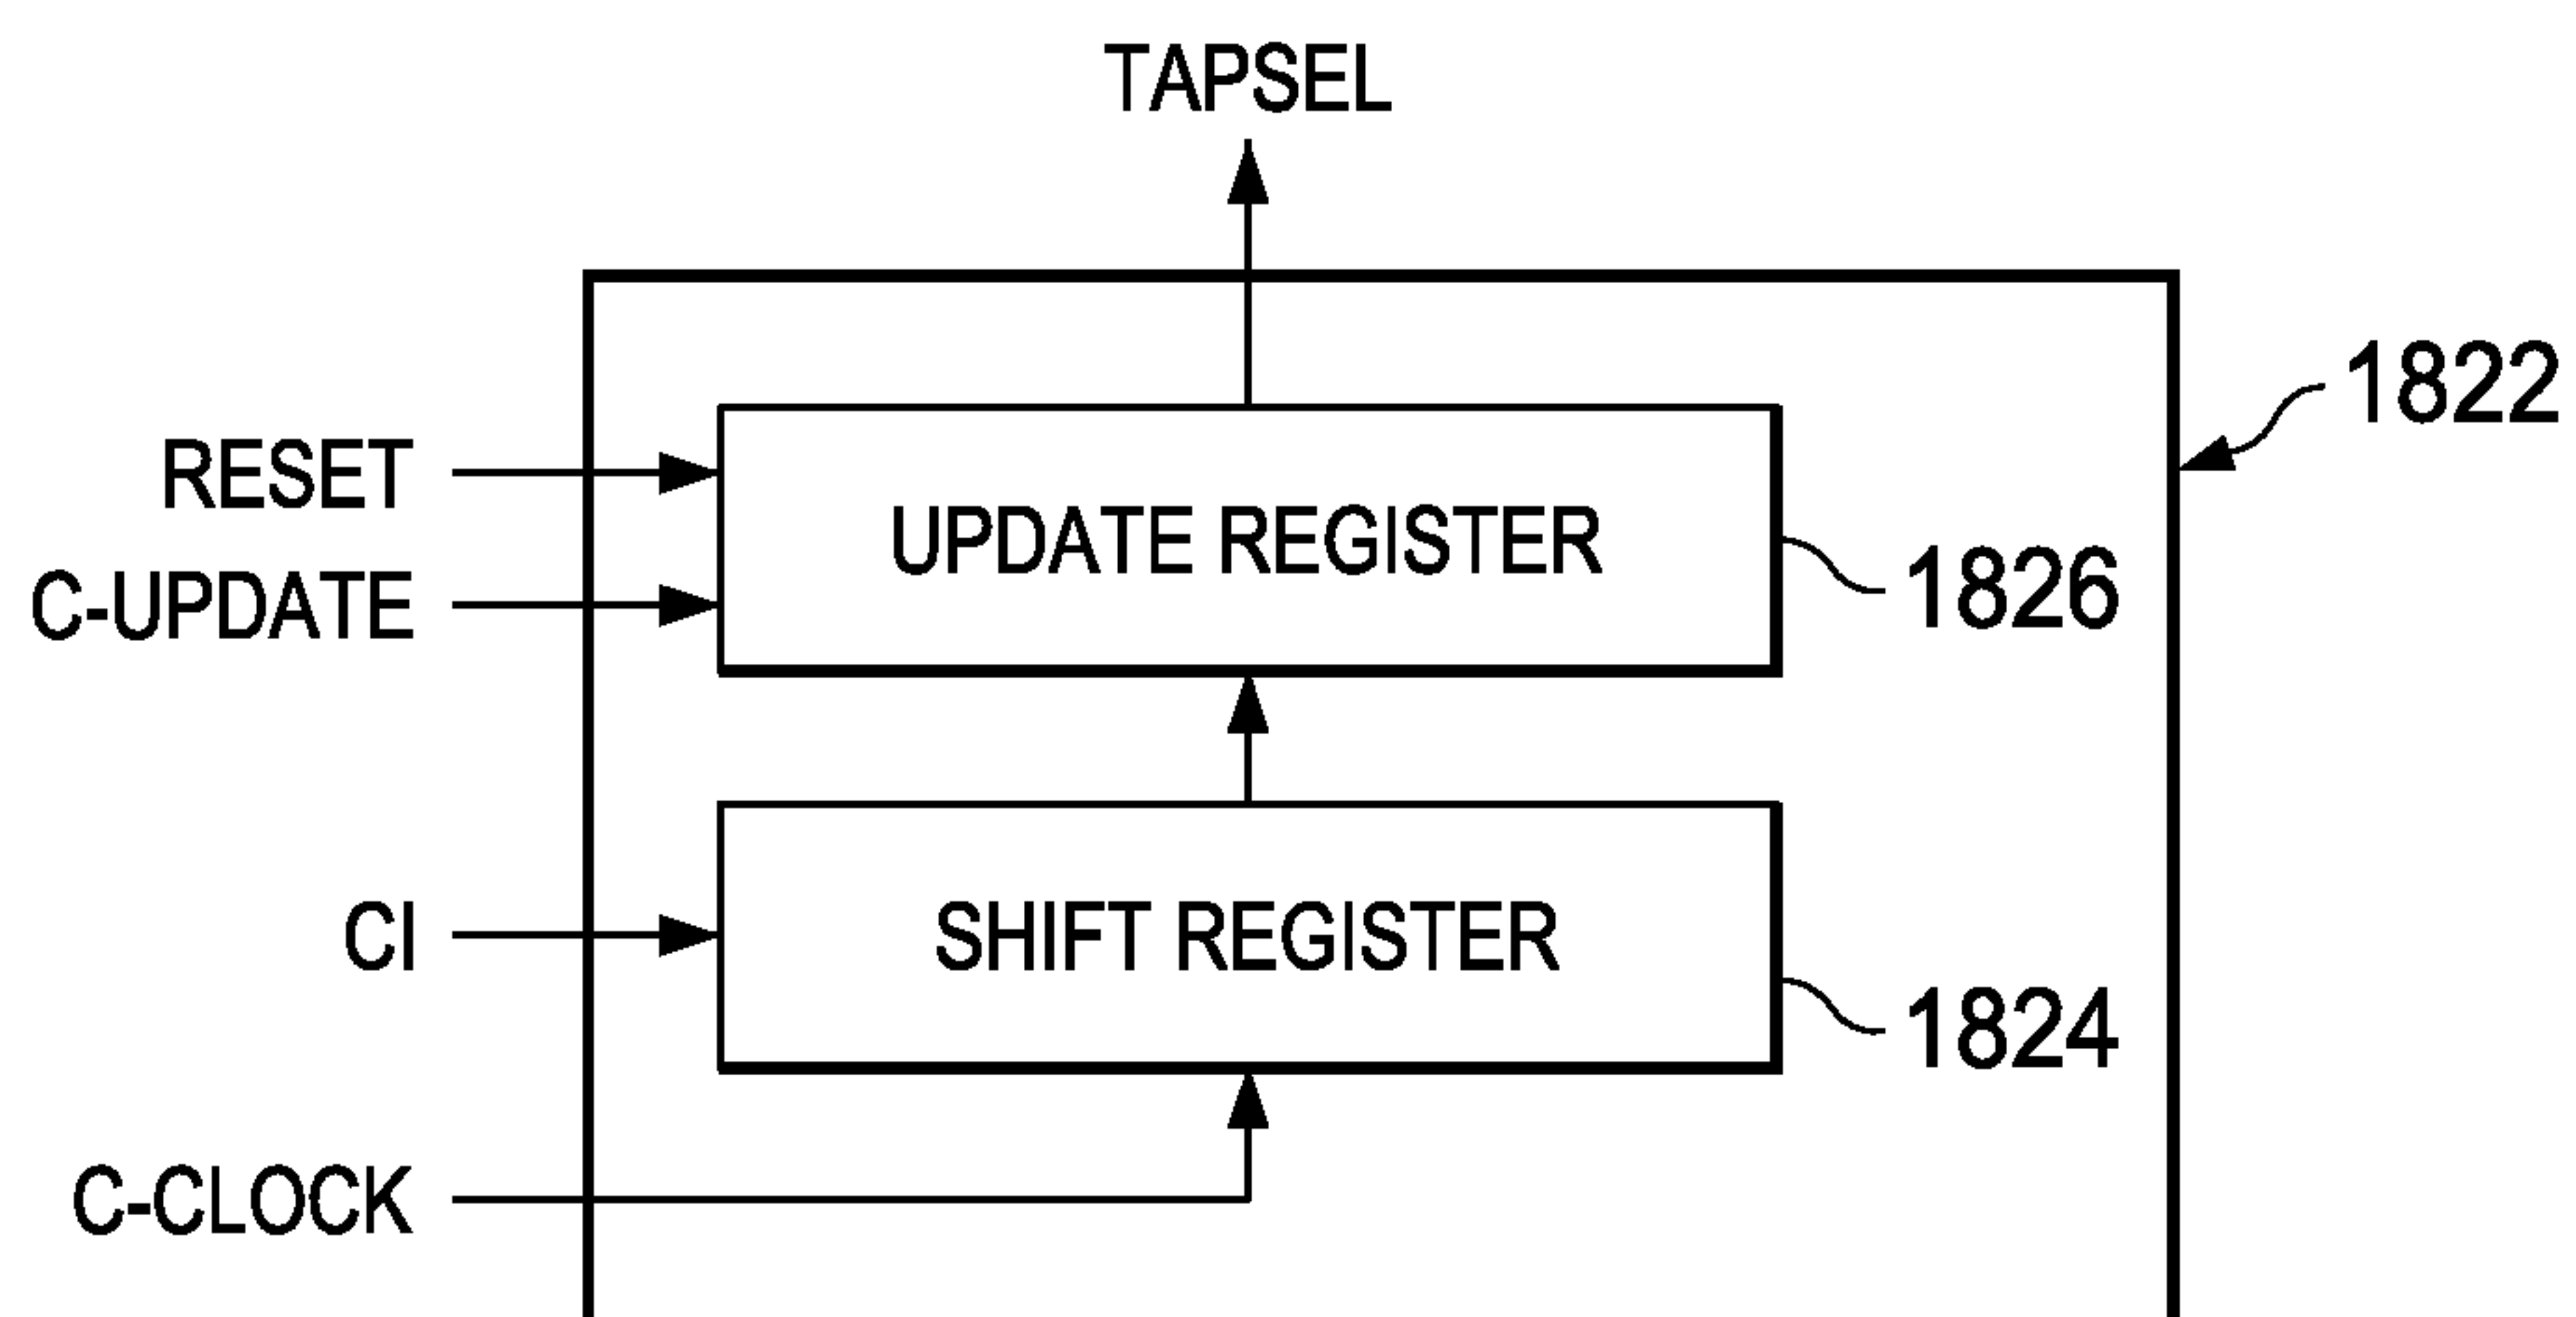 TAPSEL
1822
RESET
UPDATE REGISTER
C-UPDATE
1826
CI
SHIFT REGISTER
1824
C-CLOCK